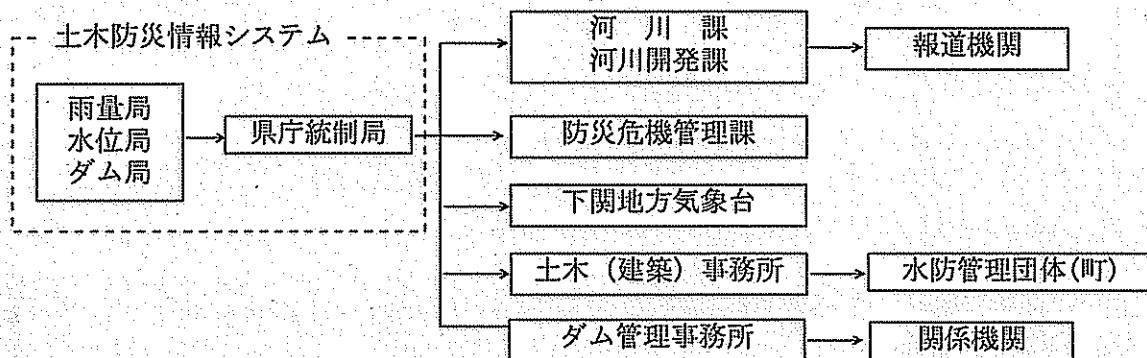 土木防災情報システム
雨量局
水位局
ダム局
県庁統制局
河川課
河川開発課
報道機関
防災危機管理課
下関地方気象台
土木（建築）事務所
水防管理団体(町)
ダム管理事務所
関係機関